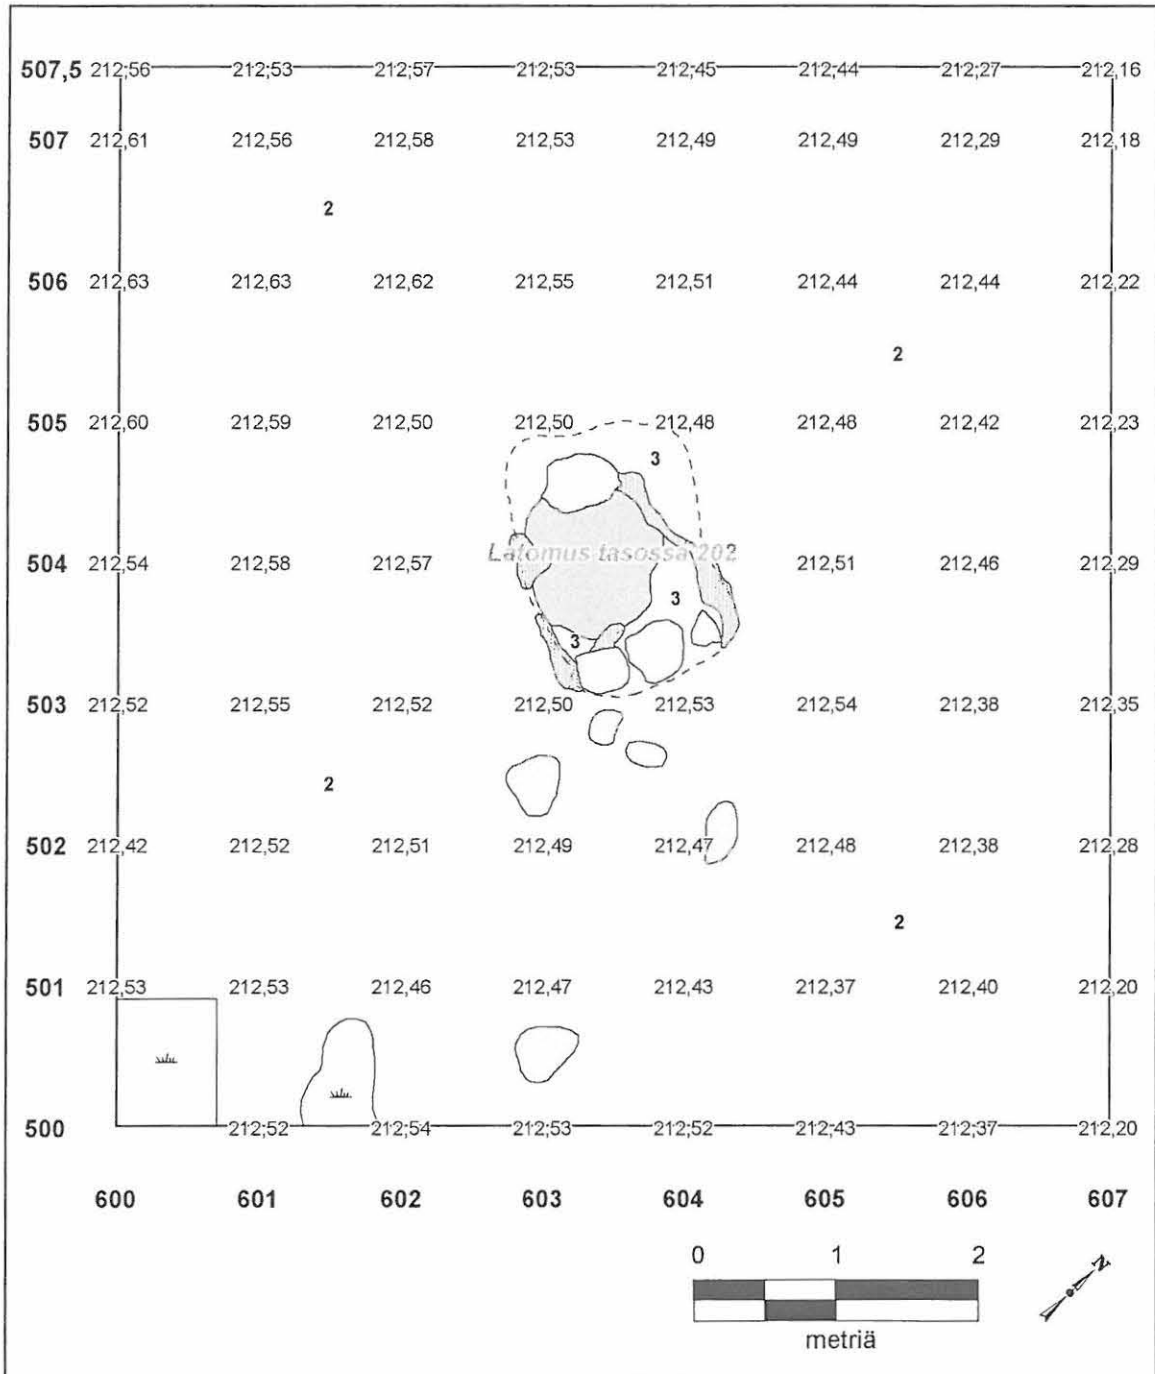 507,5 212,56 212,53 212,57 212,53 212,45 212,44 212,27 212,16
507 212,61 212,56 212,58 212,53 212,49 212,49 212,29 212,18
2
506 212,63 212,63 212,62 212,55 212,51 212,44 212,44 212,22
2
505 212,60 212,59 212,50 212,50 212,48 212,48 212,42 212,23
3
504 212,54 212,58 212,57 Latomus tasossa 202 212,51 212,46 212,29
3
3
503 212,52 212,55 212,52 212,50 212,53 212,54 212,38 212,35
2
502 212,42 212,52 212,51 212,49 212,47 212,48 212,38 212,28
2
501 212,53 212,53 212,46 212,47 212,43 212,37 212,40 212,20
500 212,52 212,54 212,53 212,52 212,43 212,37 212,20
600 601 602 603 604 605 606 607
0 1 2
N
metriä